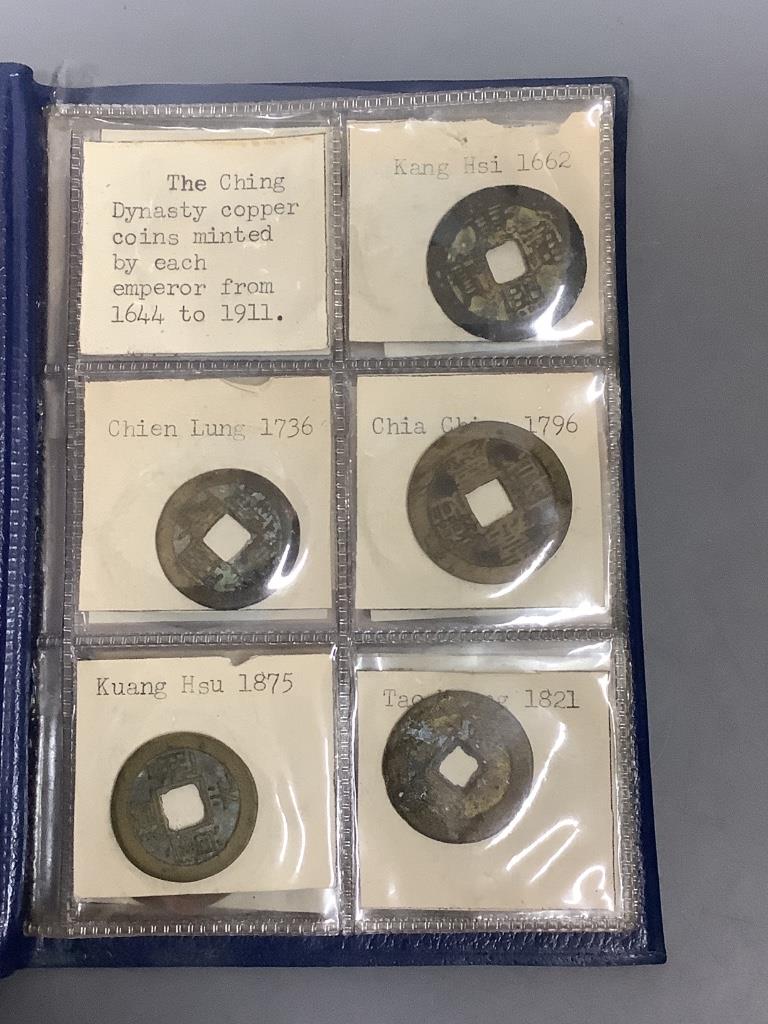 The Ching
Dynasty copper
coins minted
by each
emperor from
1644 to 1911.
Kang Hsi 1662
Chien Lung 1736
Chia 1796
Kuang Hsu 1875
1821